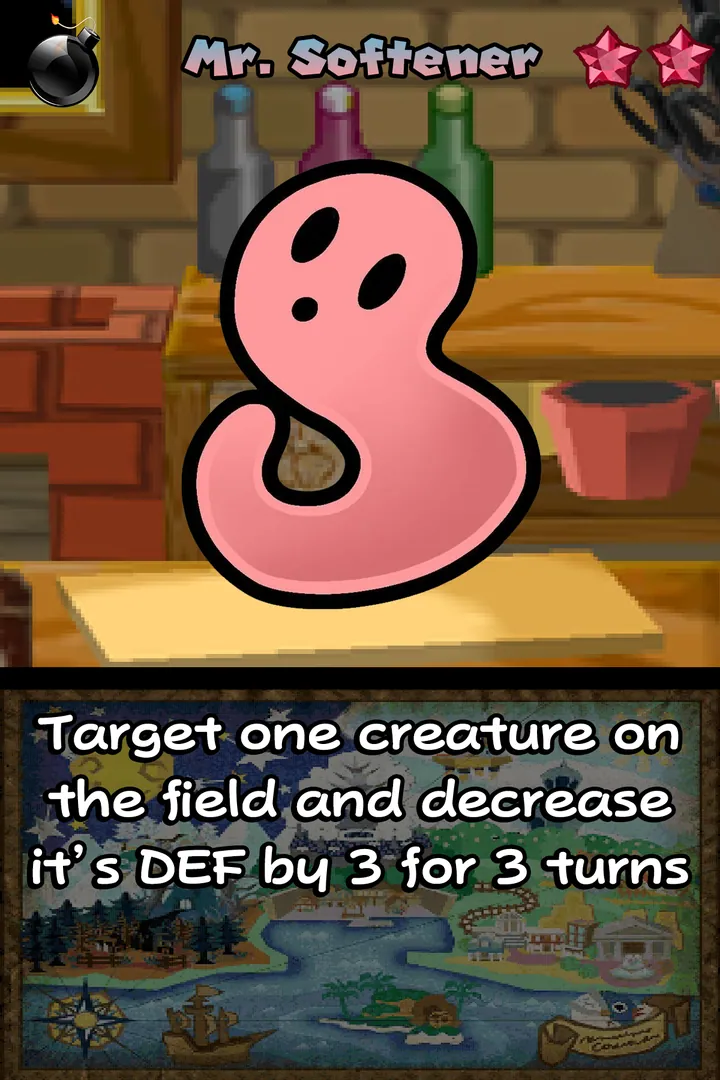 Mr. Softener
Target one creature on
the field and decrease
it's DEF by 3 for 3 turns